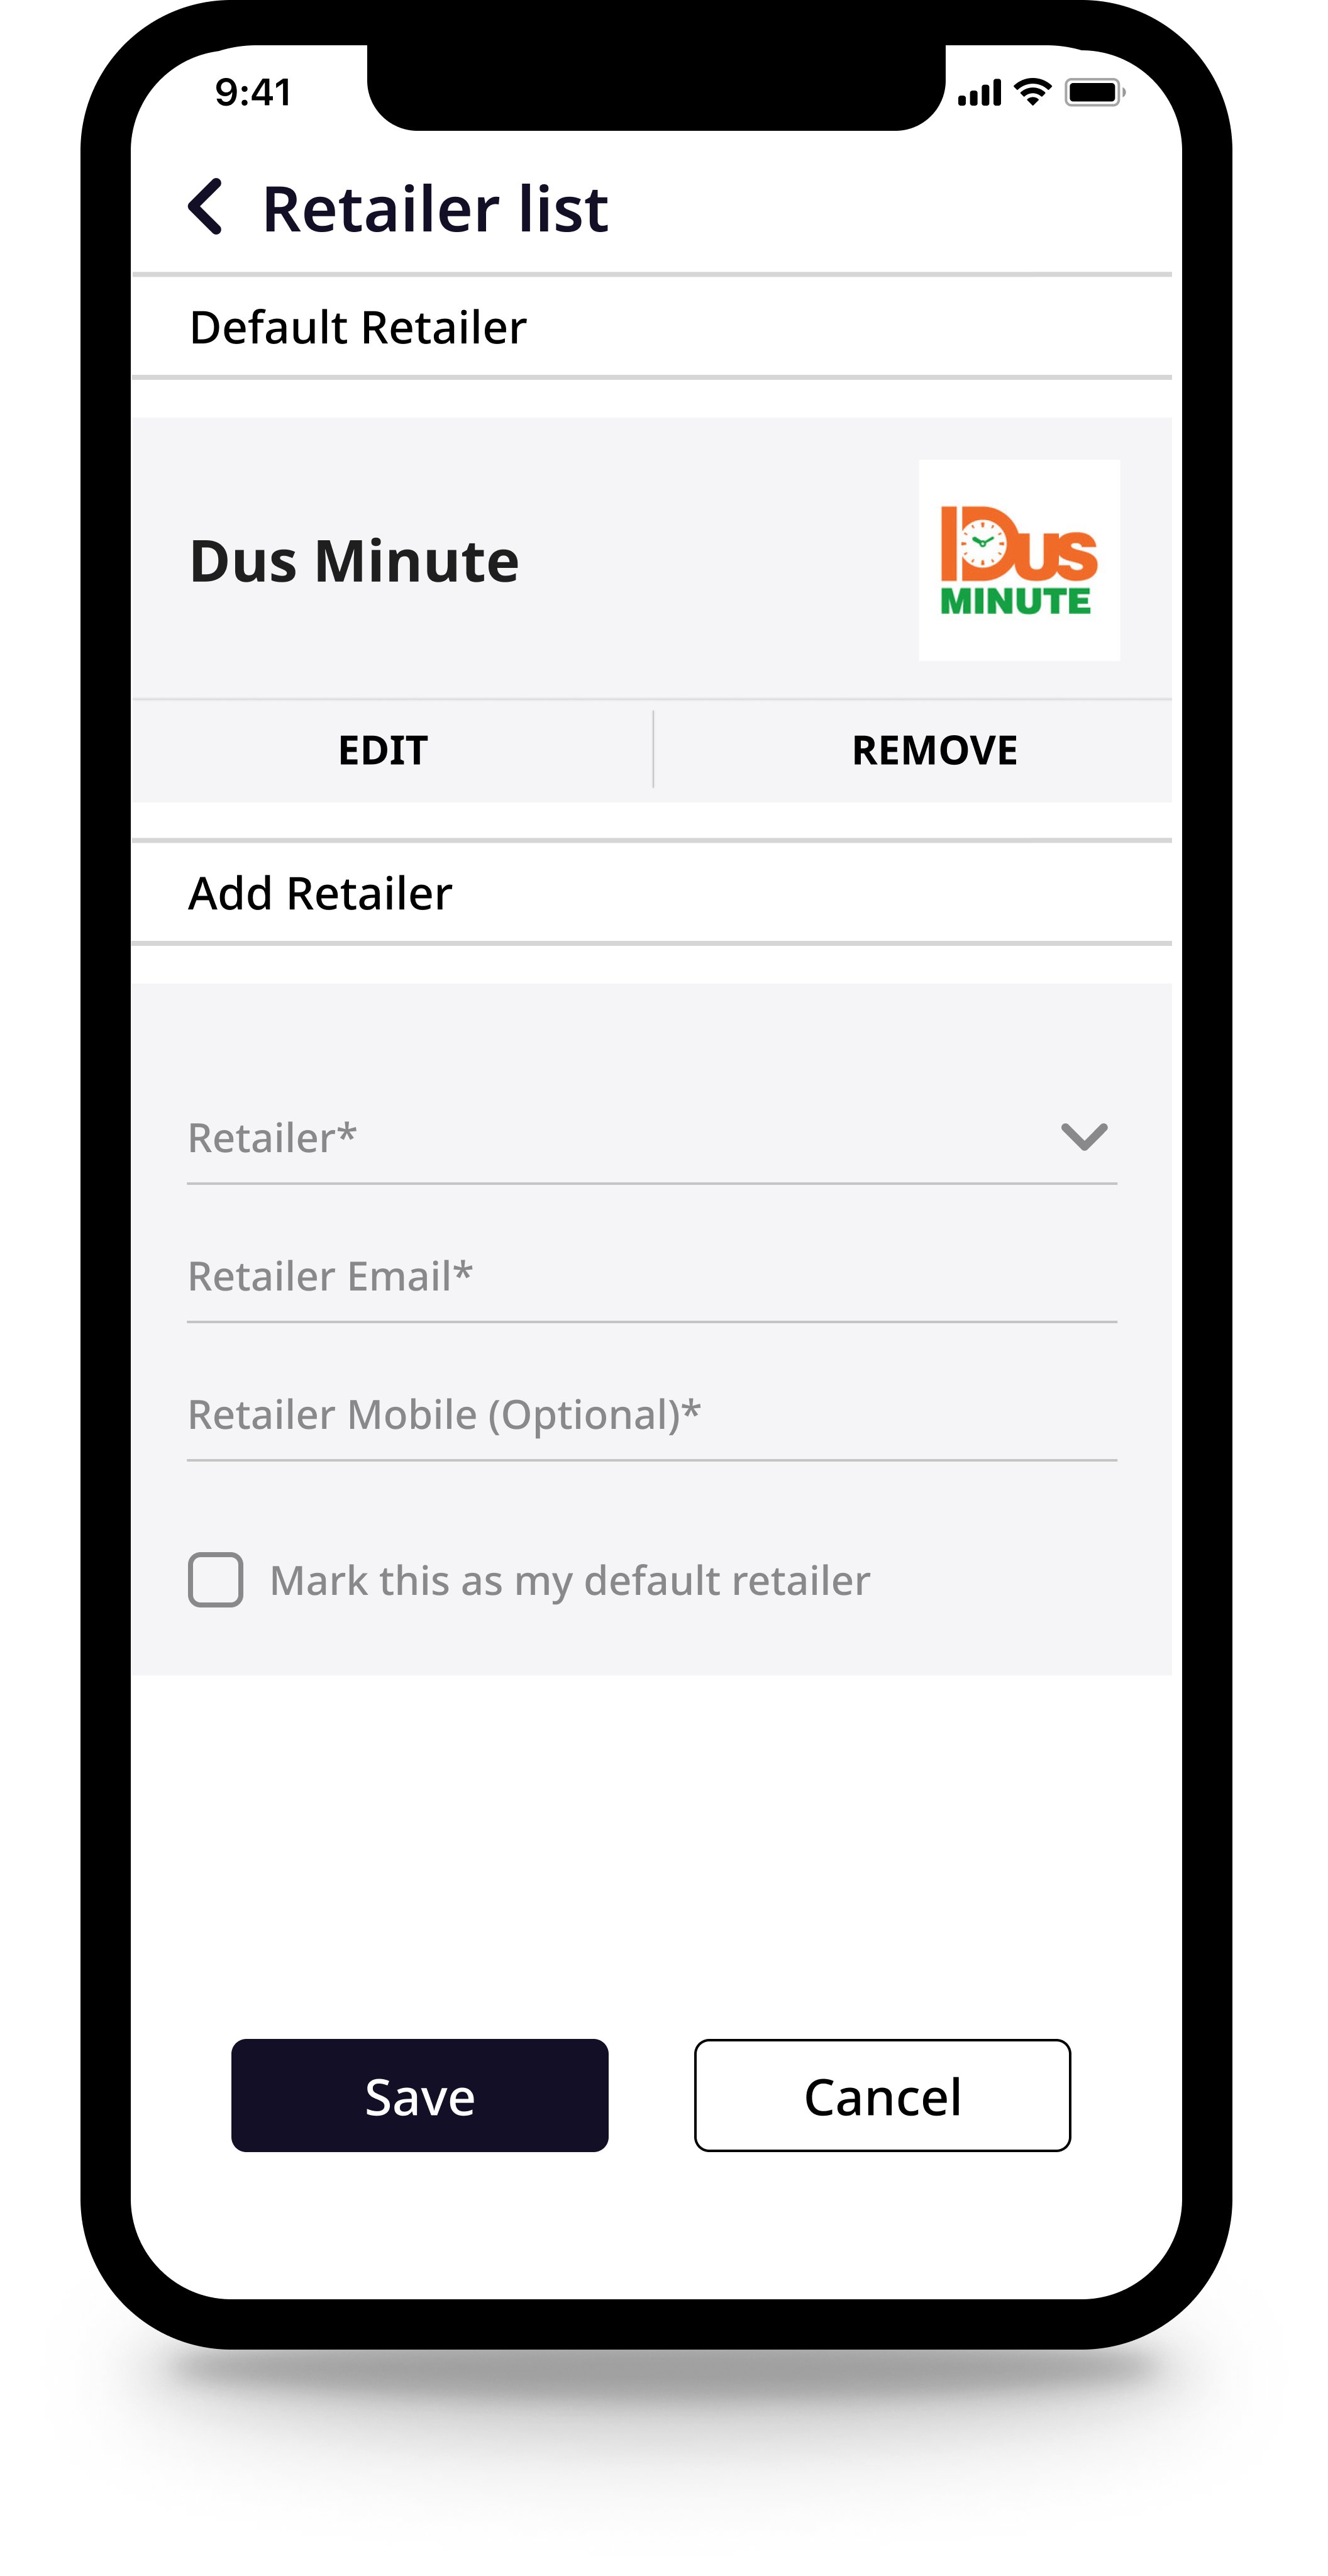 9:41
Retailer list
Default Retailer
Dus Minute
Dus
MINUTE
EDIT
REMOVE
Add Retailer
Retailer*
Retailer Email*
Retailer Mobile (Optional)*
Mark this as my default retailer
Save
Cancel